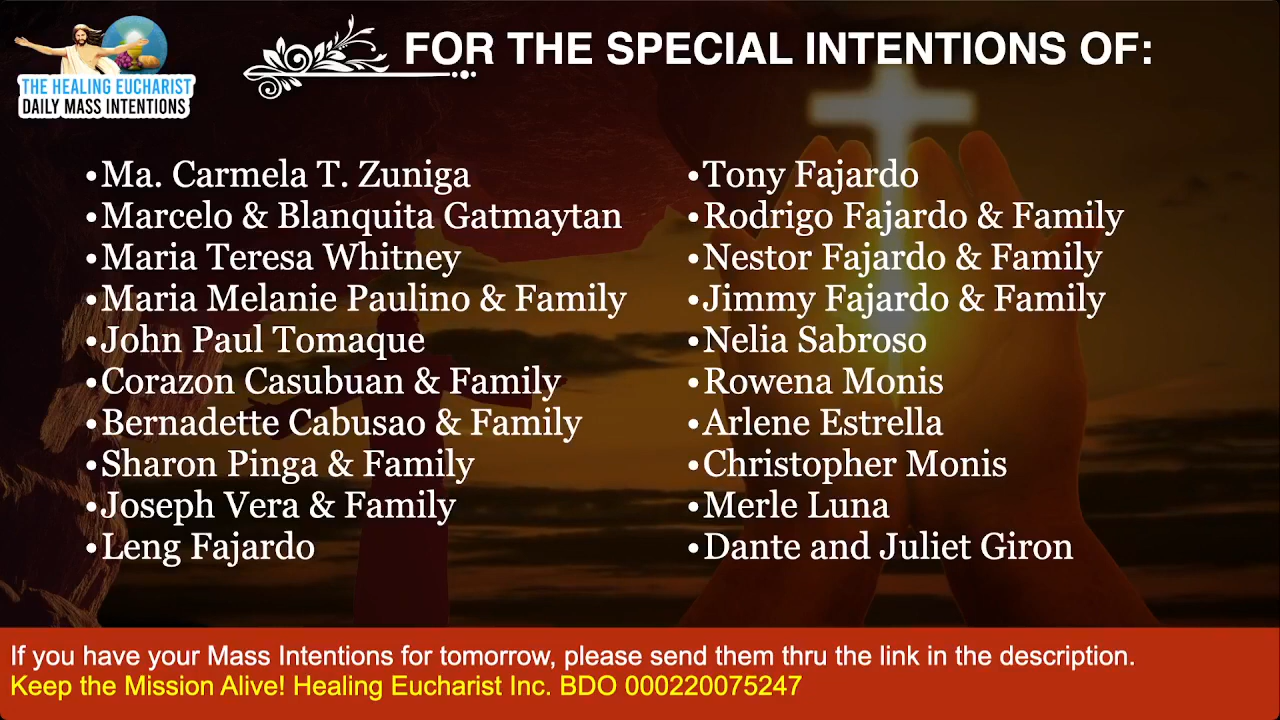 THE HEALING EUCHARIST
DAILY MASS INTENTIONS
FOR THE SPECIAL INTENTIONS OF:
•Ma. Carmela T. Zuniga
•Marcelo & Blanquita Gatmaytan
•Maria Teresa Whitney
•Maria Melanie Paulino & Family
•John Paul Tomaque
•Corazon Casubuan & Family
•Bernadette Cabusao & Family
•Sharon Pinga & Family
•Joseph Vera & Family
•Leng Fajardo
•Tony Fajardo
•Rodrigo Fajardo & Family
•Nestor Fajardo & Family
•Jimmy Fajardo & Family
•Nelia Sabroso
•Rowena Monis
•Arlene Estrella
•Christopher Monis
•Merle Luna
•Dante and Juliet Giron
If you have your Mass Intentions for tomorrow, please send them thru the link in the description.
Keep the Mission Alive! Healing Eucharist Inc. BDO 000220075247